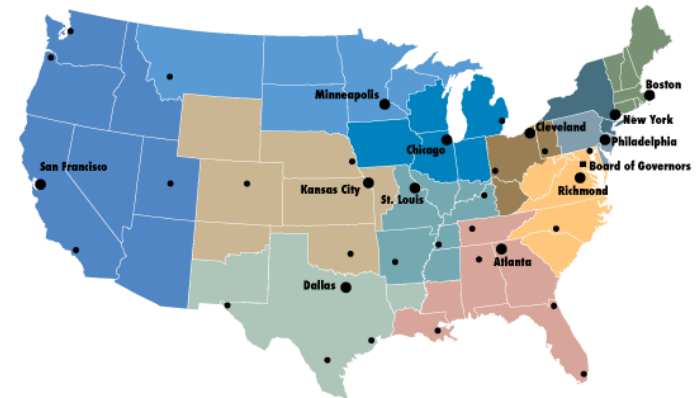 Boston
Minneapolis
New York
Cleveland
Philadelphia
Chicago
Board of Governors
San Francisco
Kansas City
Richmond
St. Louis
Atlanta
Dallas